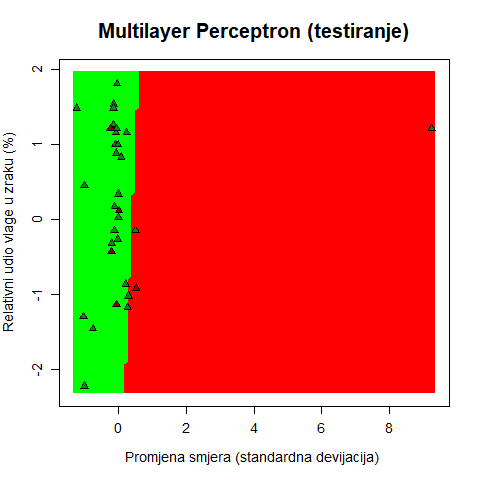 Multilayer Perceptron (testiranje)
Relativni udio vlage u zraku (%)
2
1
0
-1
-2
0 2 4 6 8
Promjena smjera (standardna devijacija)